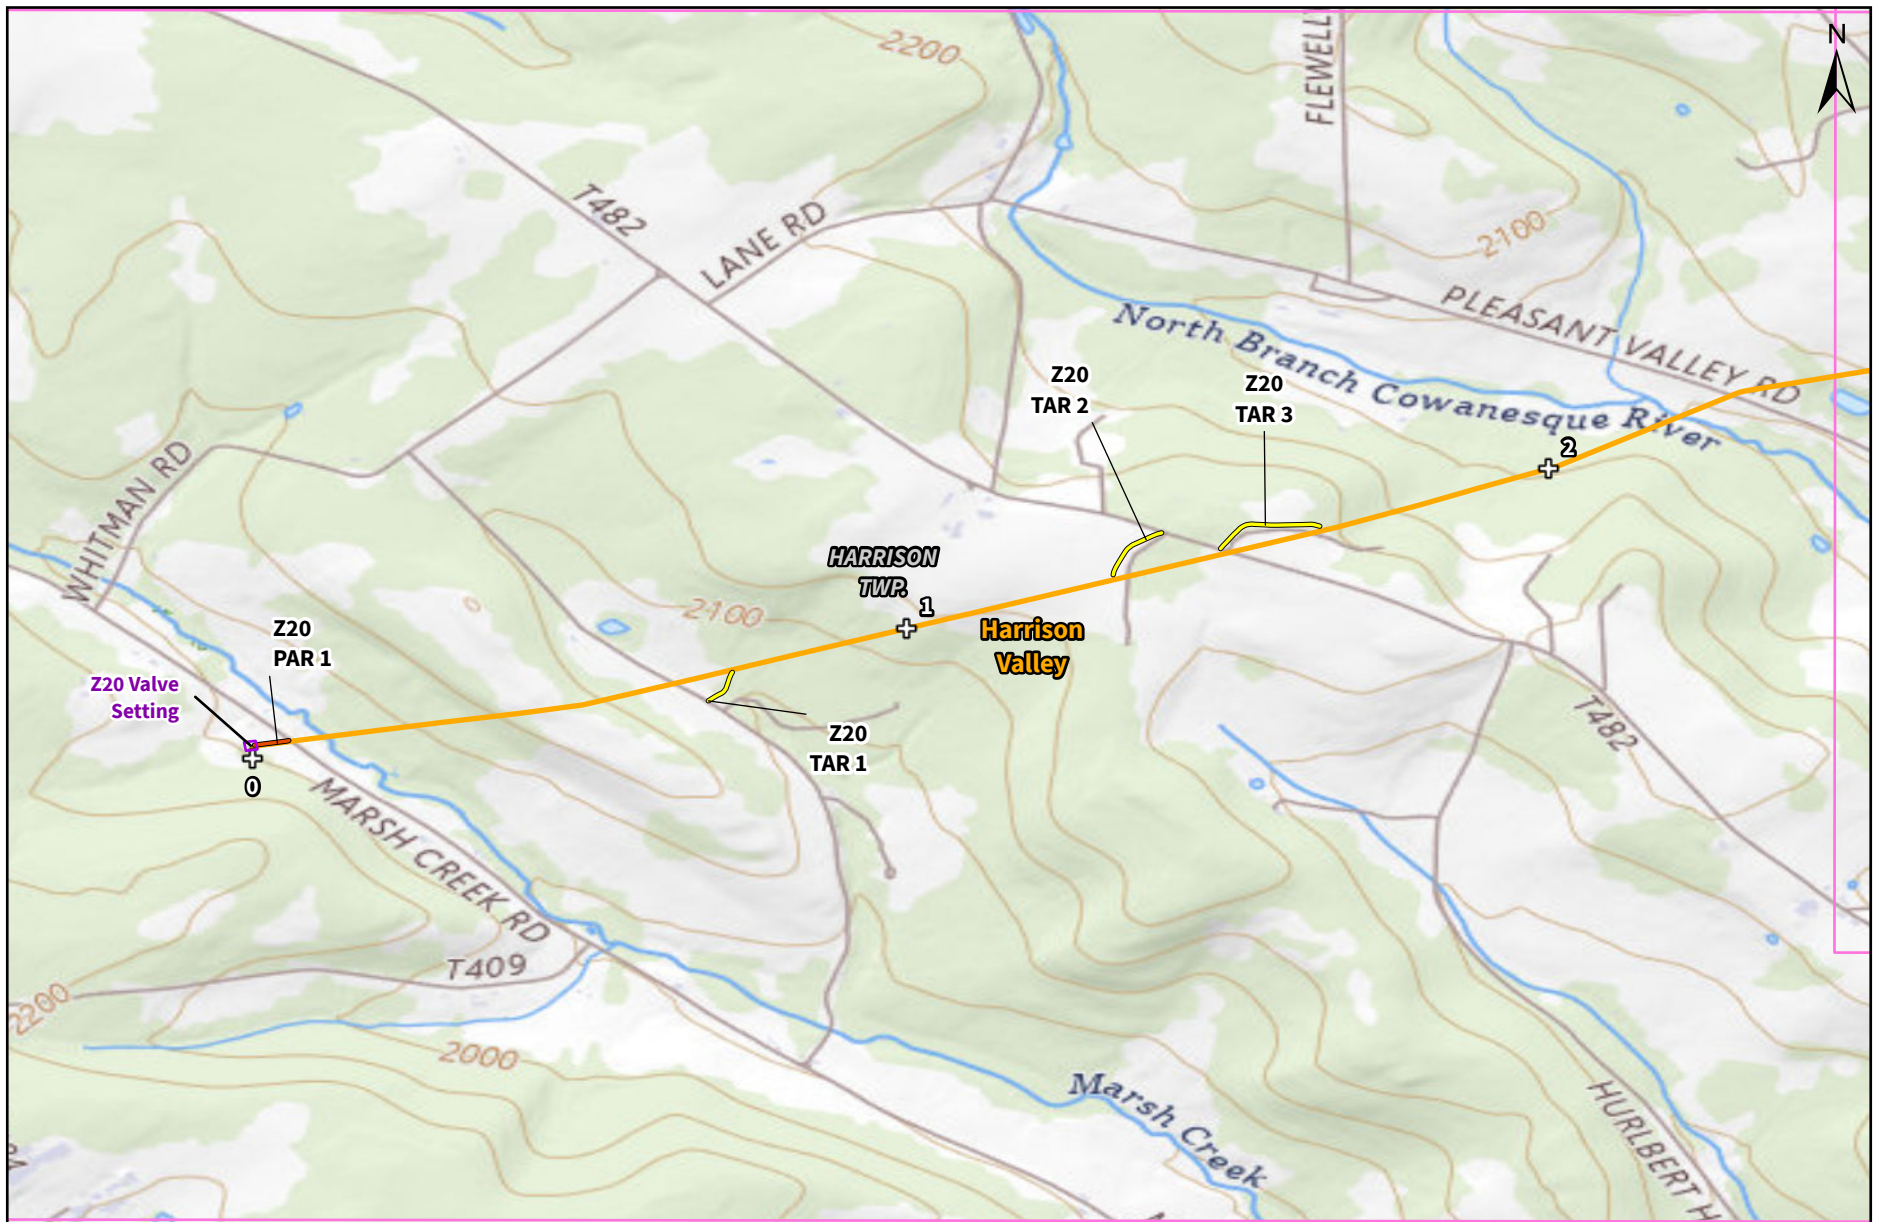 2200
N
FLEWELL
T482
LANE RD
2100
PLEASANT VALLEY RD
North Branch Cowanesque River
Z20
TAR 2
Z20
TAR 3
2
WHITMAN RD
HARRISON
TWP.
1
2100
Harrison
Valley
Z20
PAR 1
Z20 Valve
Setting
0
Z20
TAR 1
T482
MARSH CREEK RD
T409
2200
2000
Marsh Creek
HURLBERT H